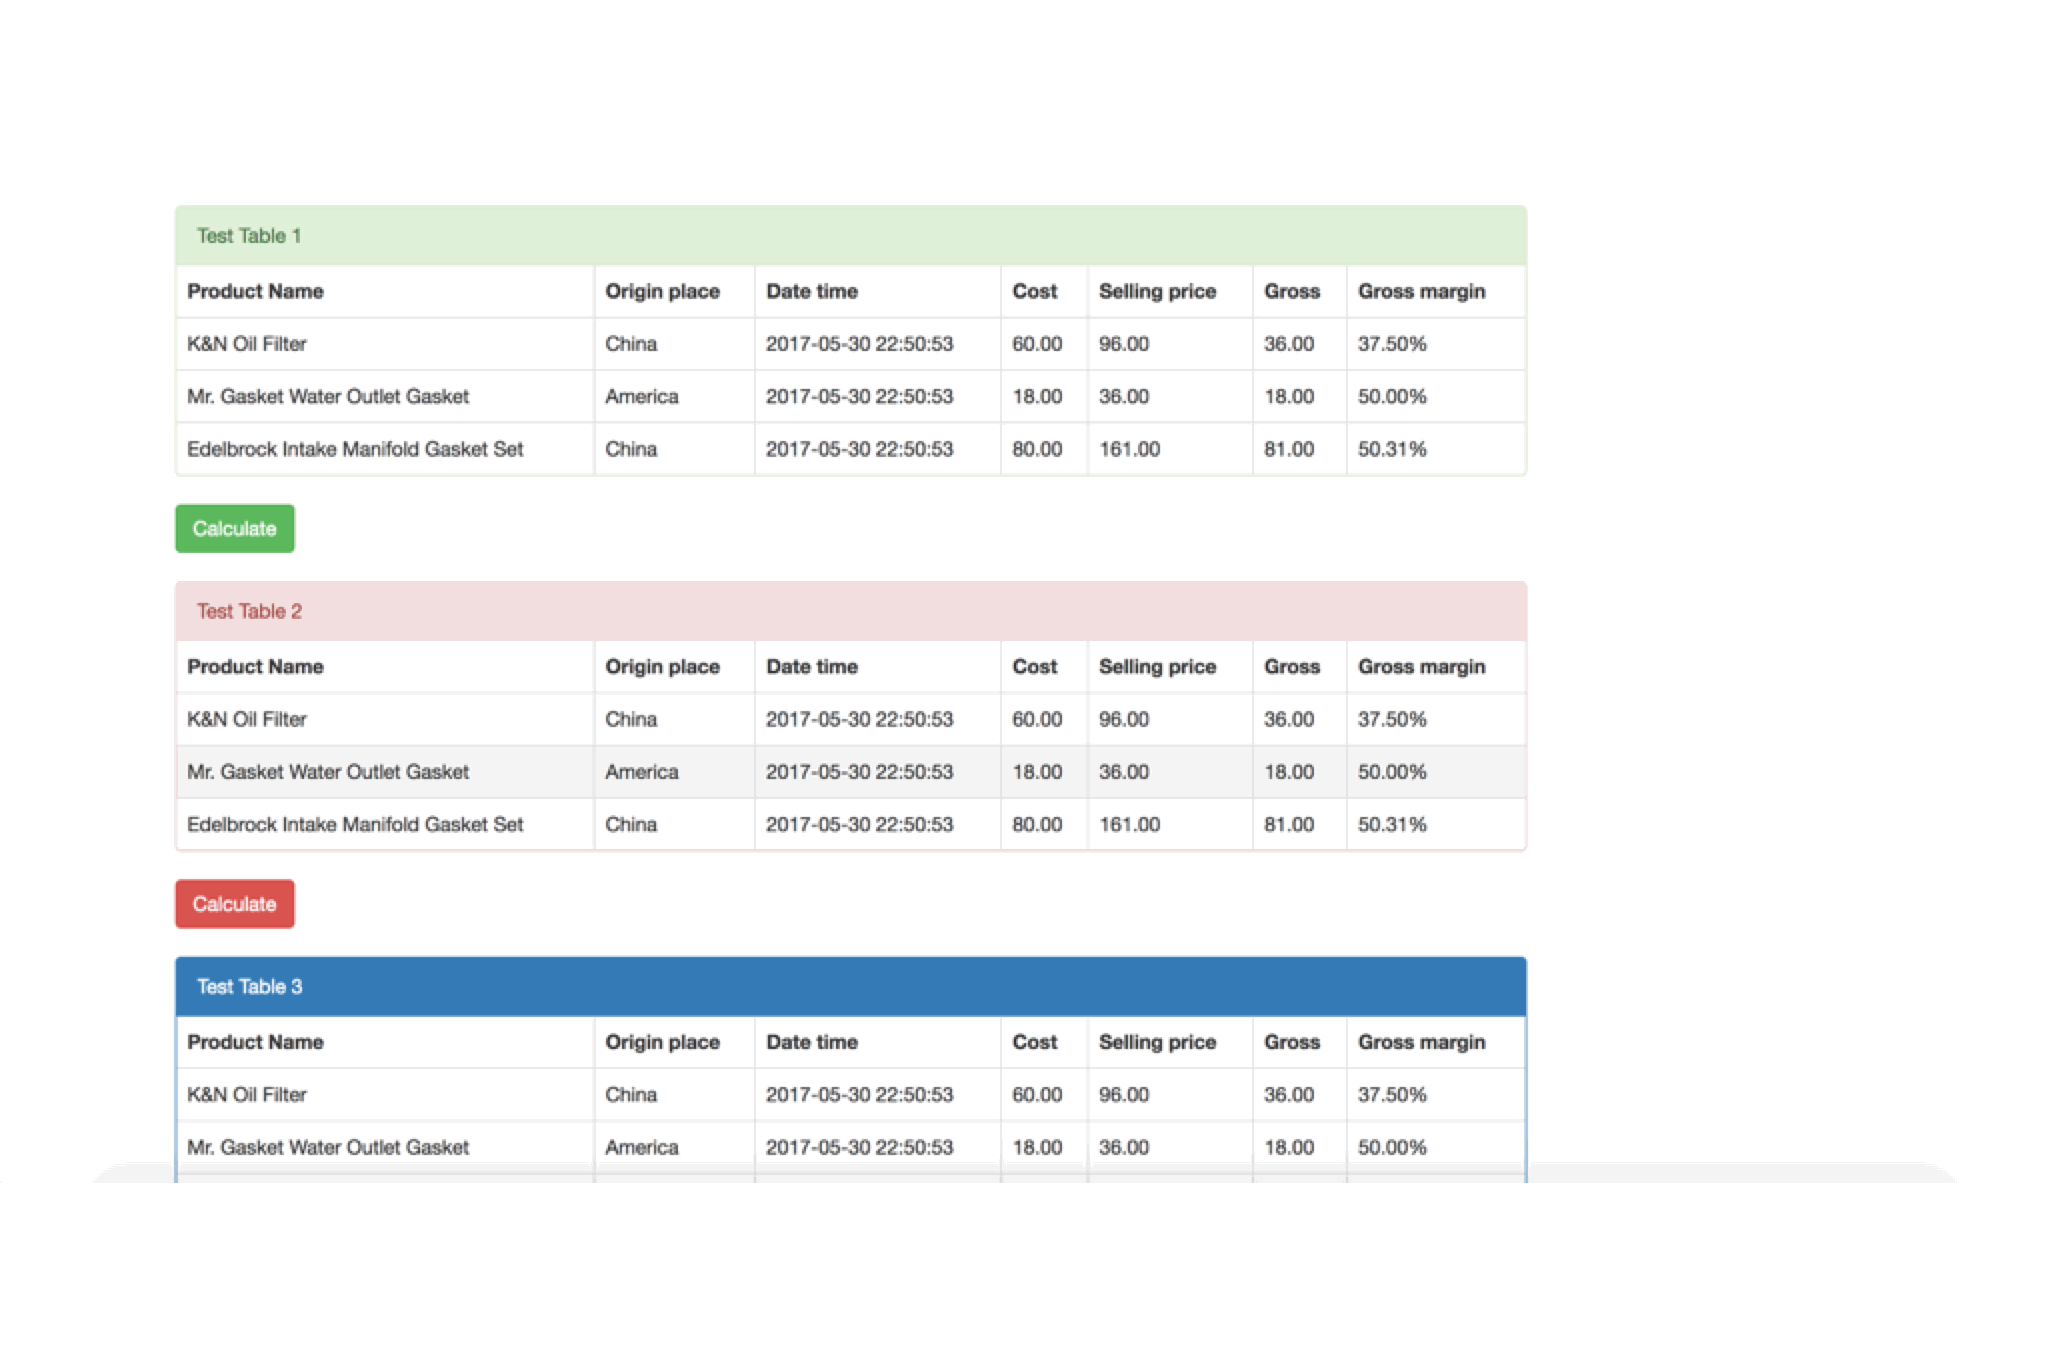 Test Table 1
Product Name Origin place Date time Cost Selling price Gross Gross margin
K&N Oil Filter China 2017-05-30 22:50:53 60.00 96.00 36.00 37.50%
Mr. Gasket Water Outlet Gasket America 2017-05-30 22:50:53 18.00 36.00 18.00 50.00%
Edelbrock Intake Manifold Gasket Set China 2017-05-30 22:50:53 80.00 161.00 81.00 50.31%
Calculate
Test Table 2
Product Name Origin place Date time Cost Selling price Gross Gross margin
K&N Oil Filter China 2017-05-30 22:50:53 60.00 96.00 36.00 37.50%
Mr. Gasket Water Outlet Gasket America 2017-05-30 22:50:53 18.00 36.00 18.00 50.00%
Edelbrock Intake Manifold Gasket Set China 2017-05-30 22:50:53 80.00 161.00 81.00 50.31%
Calculate
Test Table 3
Product Name Origin place Date time Cost Selling price Gross Gross margin
K&N Oil Filter China 2017-05-30 22:50:53 60.00 96.00 36.00 37.50%
Mr. Gasket Water Outlet Gasket America 2017-05-30 22:50:53 18.00 36.00 18.00 50.00%